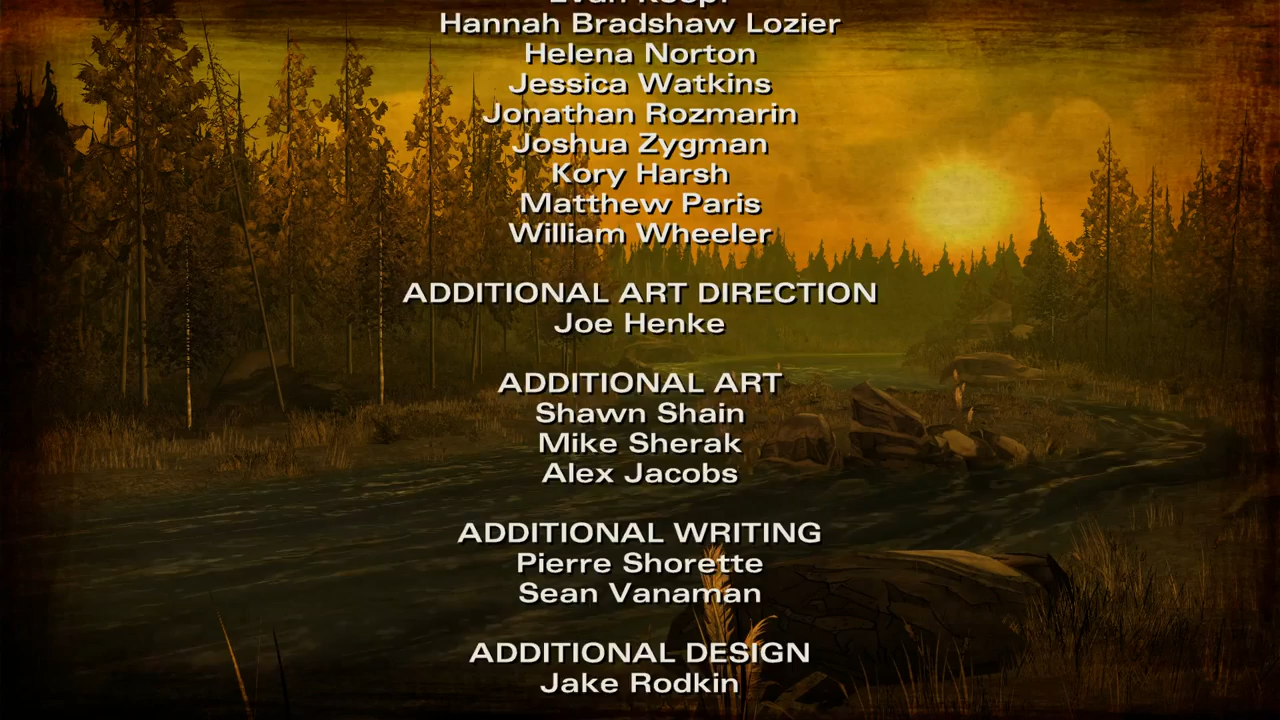 Hannah Bradshaw Lozier
Helena Norton
Jessica Watkins
Jonathan Rozmarin
Joshua Zygman
Kory Harsh
Matthew Paris
William Wheeler
ADDITIONAL ART DIRECTION
Joe Henke
ADDITIONAL ART
Shawn Shain
Mike Sherak
Alex Jacobs
ADDITIONAL WRITING
Pierre Shorette
Sean Vanaman
ADDITIONAL DESIGN
Jake Rodkin